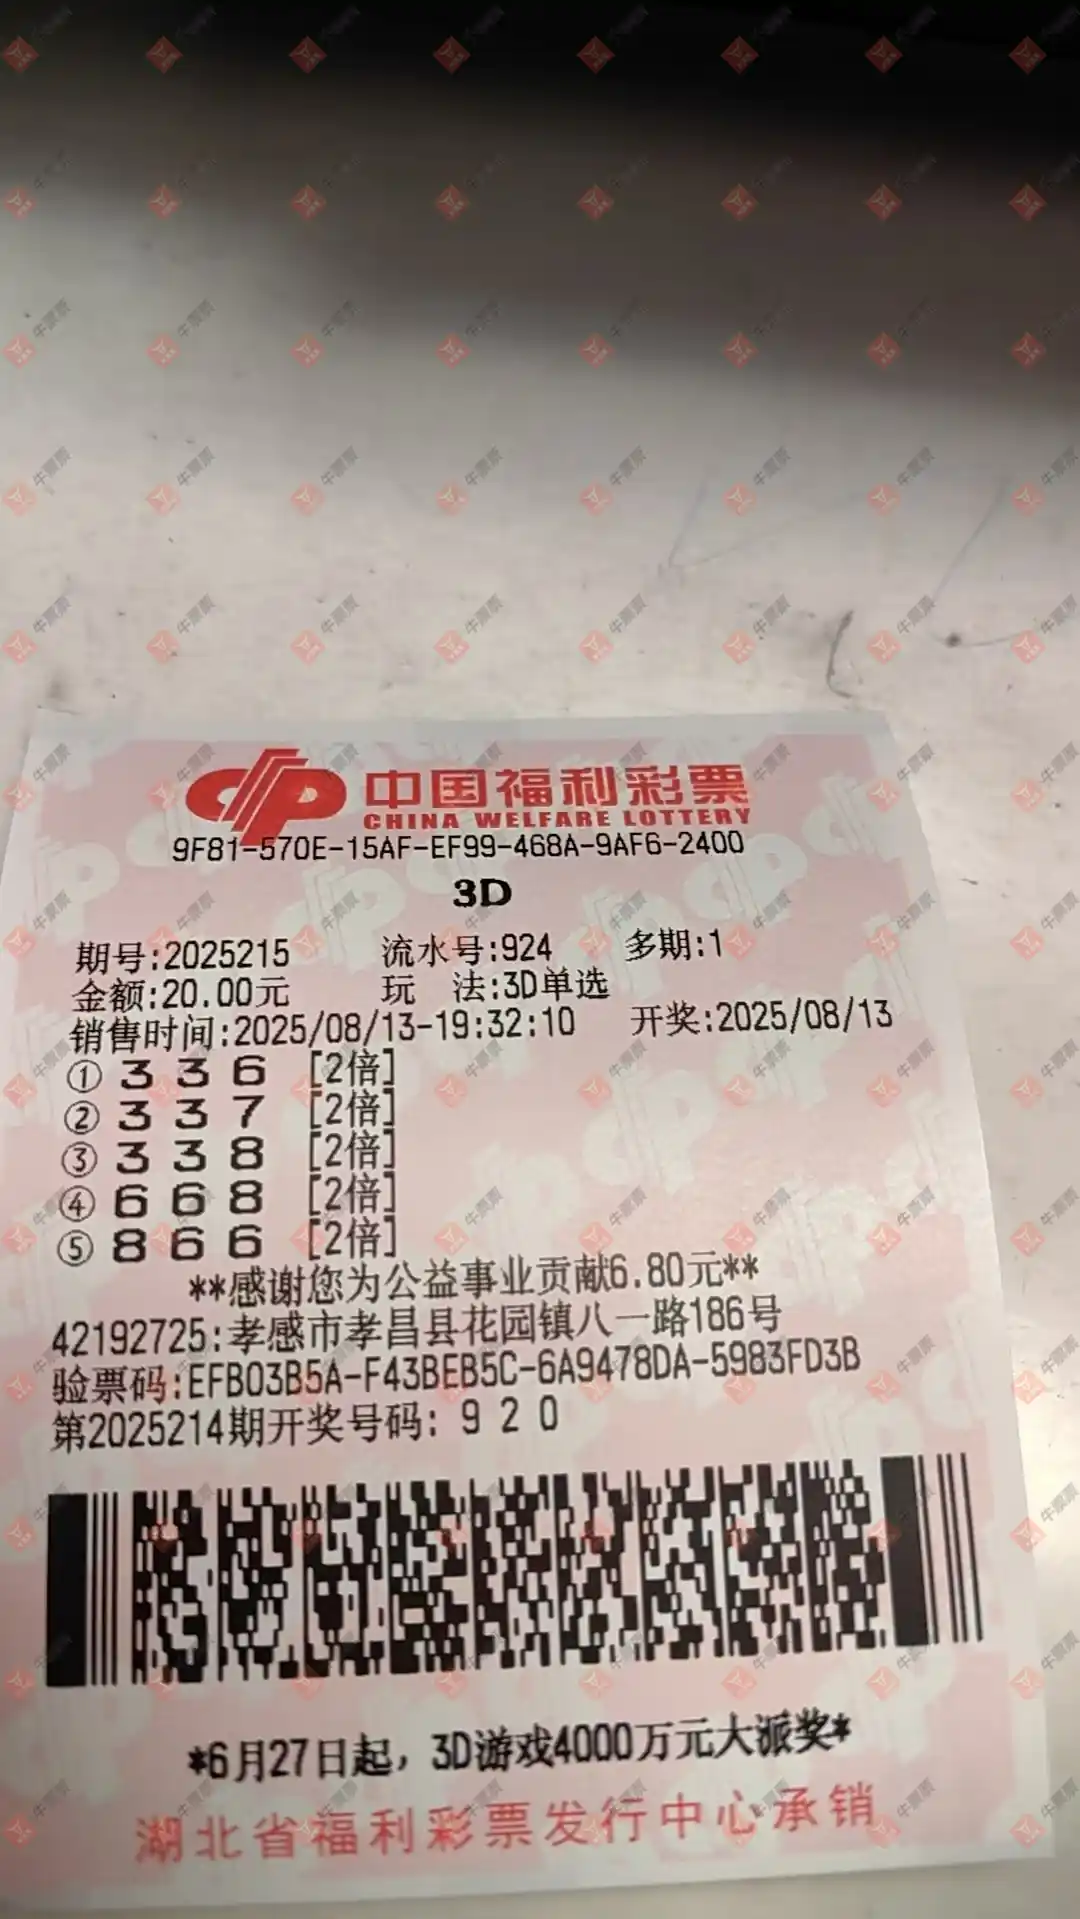 中国福利彩票
CHINA WELFARE LOTTERY
9F81-570E-15AF-EF99-468A-9AF6-2400
3D
期号:2025215 流水号:924 多期:1
金额:20.00元 玩 法:3D单选
销售时间:2025/08/13-19:32:10 开奖:2025/08/13
① 3 3 6 [2倍]
② 3 3 7 [2倍]
③ 3 3 8 [2倍]
④ 6 6 8 [2倍]
⑤ 8 6 6 [2倍]
**感谢您为公益事业贡献6.80元**
42192725:孝感市孝昌县花园镇八一路186号
验票码:EFB03B5A-F43BEB5C-6A9478DA-5983FD3B
第2025214期开奖号码: 9 2 0
*6月27日起，3D游戏4000万元大派奖*
湖北省福利彩票发行中心承销
牛票票